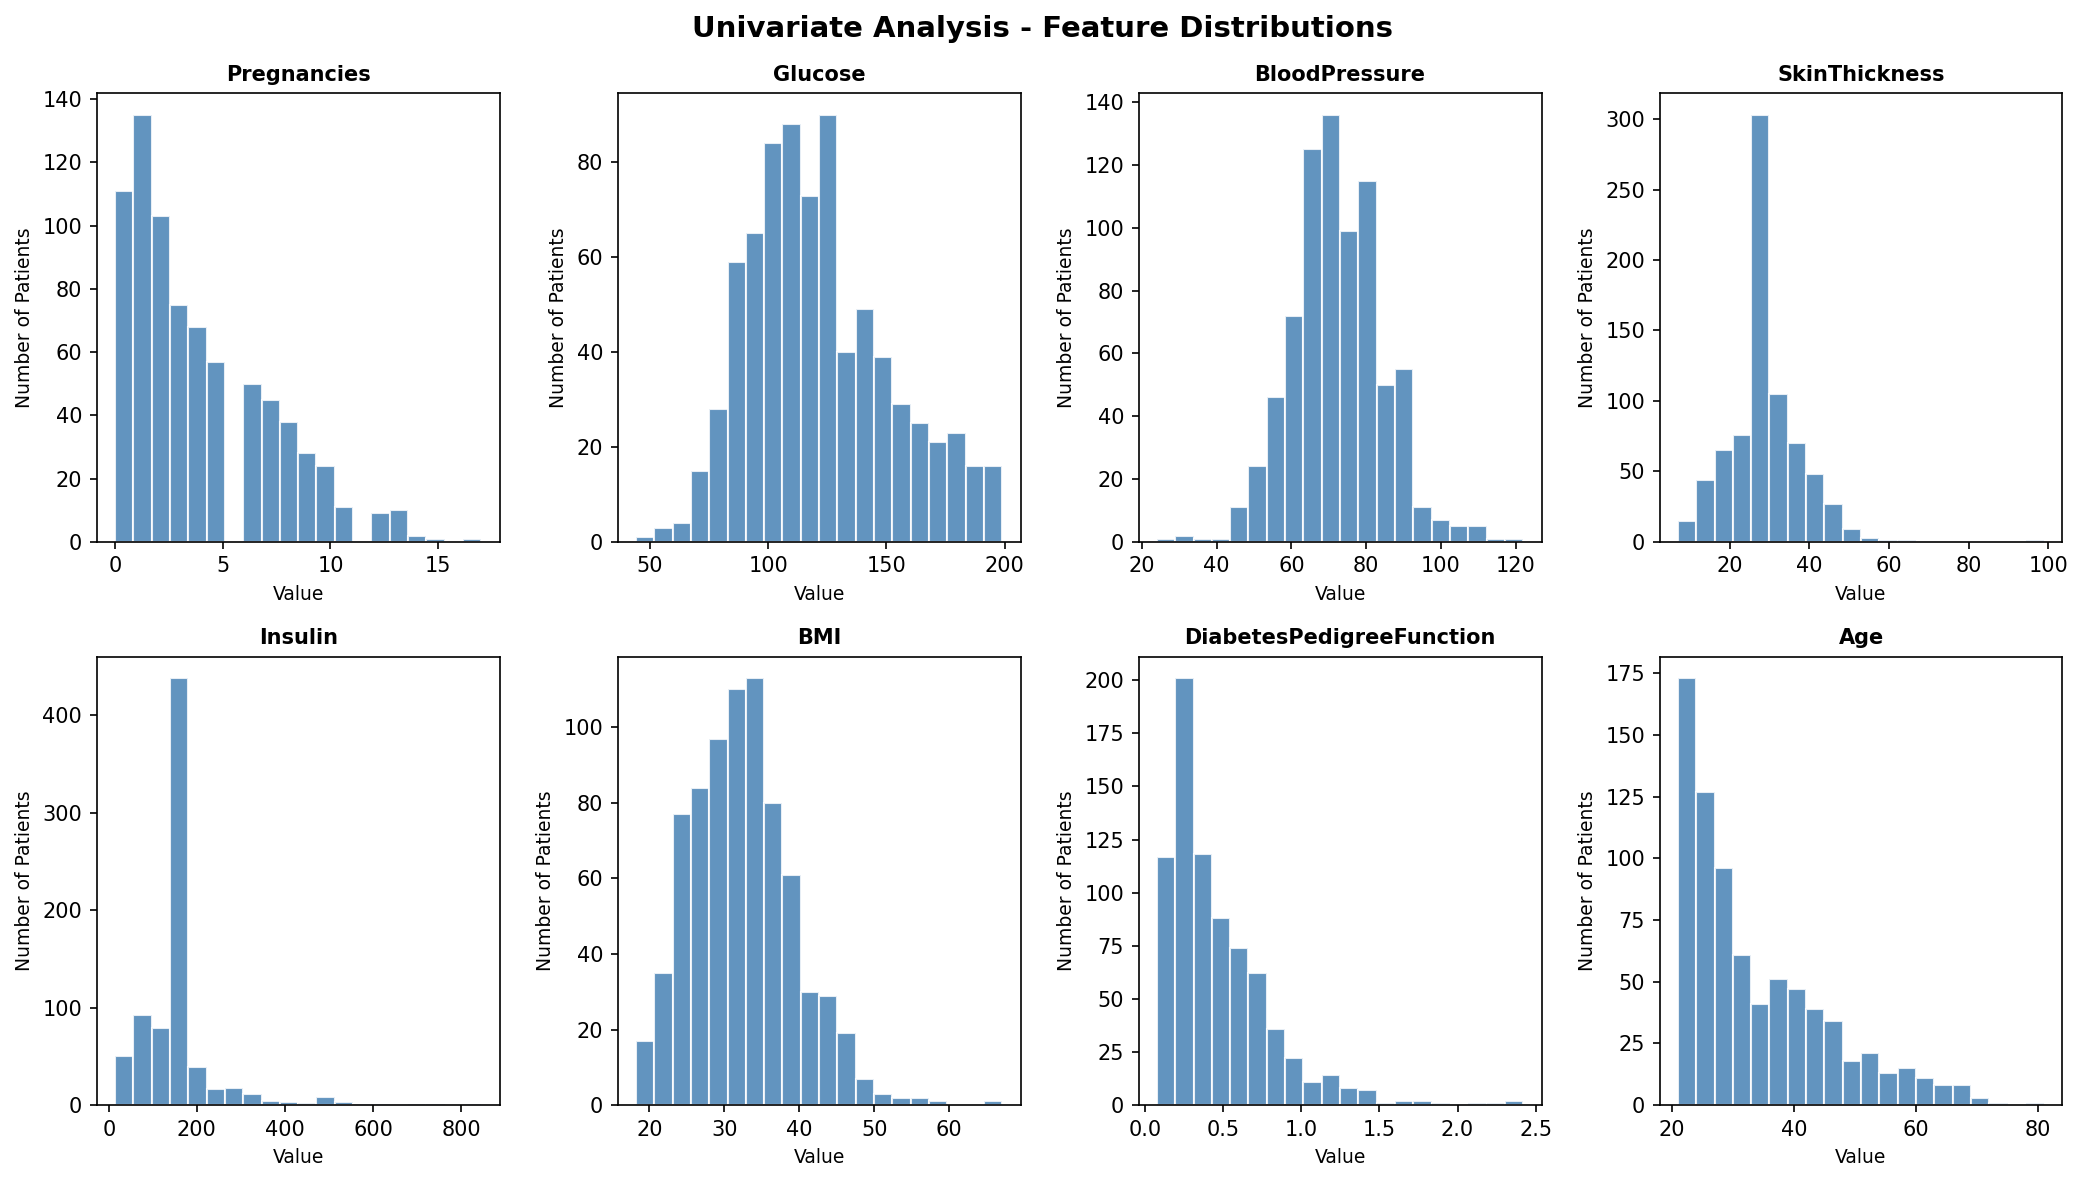 Univariate Analysis - Feature Distributions
Pregnancies
Number of Patients
0
20
40
60
80
100
120
140
0 5 10 15
Value
Glucose
Number of Patients
0
20
40
60
80
50 100 150 200
Value
BloodPressure
Number of Patients
0
20
40
60
80
100
120
140
20 40 60 80 100 120
Value
SkinThickness
Number of Patients
0
50
100
150
200
250
300
20 40 60 80 100
Value
Insulin
Number of Patients
0
100
200
300
400
0 200 400 600 800
Value
BMI
Number of Patients
0
20
40
60
80
100
20 30 40 50 60
Value
DiabetesPedigreeFunction
Number of Patients
0
25
50
75
100
125
150
175
200
0.0 0.5 1.0 1.5 2.0 2.5
Value
Age
Number of Patients
0
25
50
75
100
125
150
175
20 40 60 80
Value